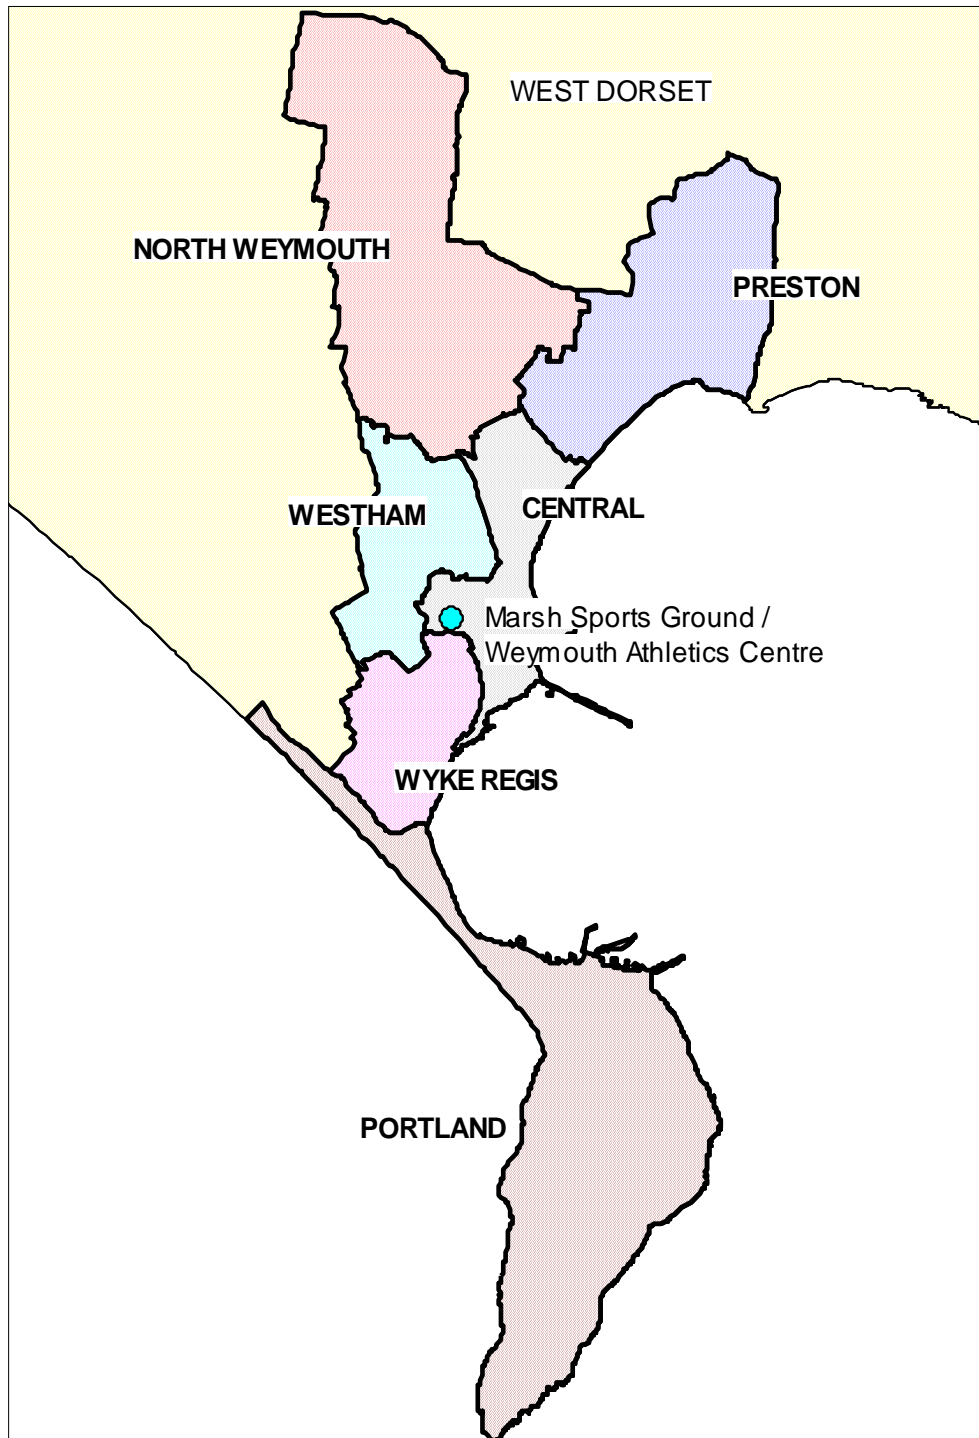 WEST DORSET
NORTH WEYMOUTH
PRESTON
WESTHAM
CENTRAL
Marsh Sports Ground /
Weymouth Athletics Centre
WYKE REGIS
PORTLAND